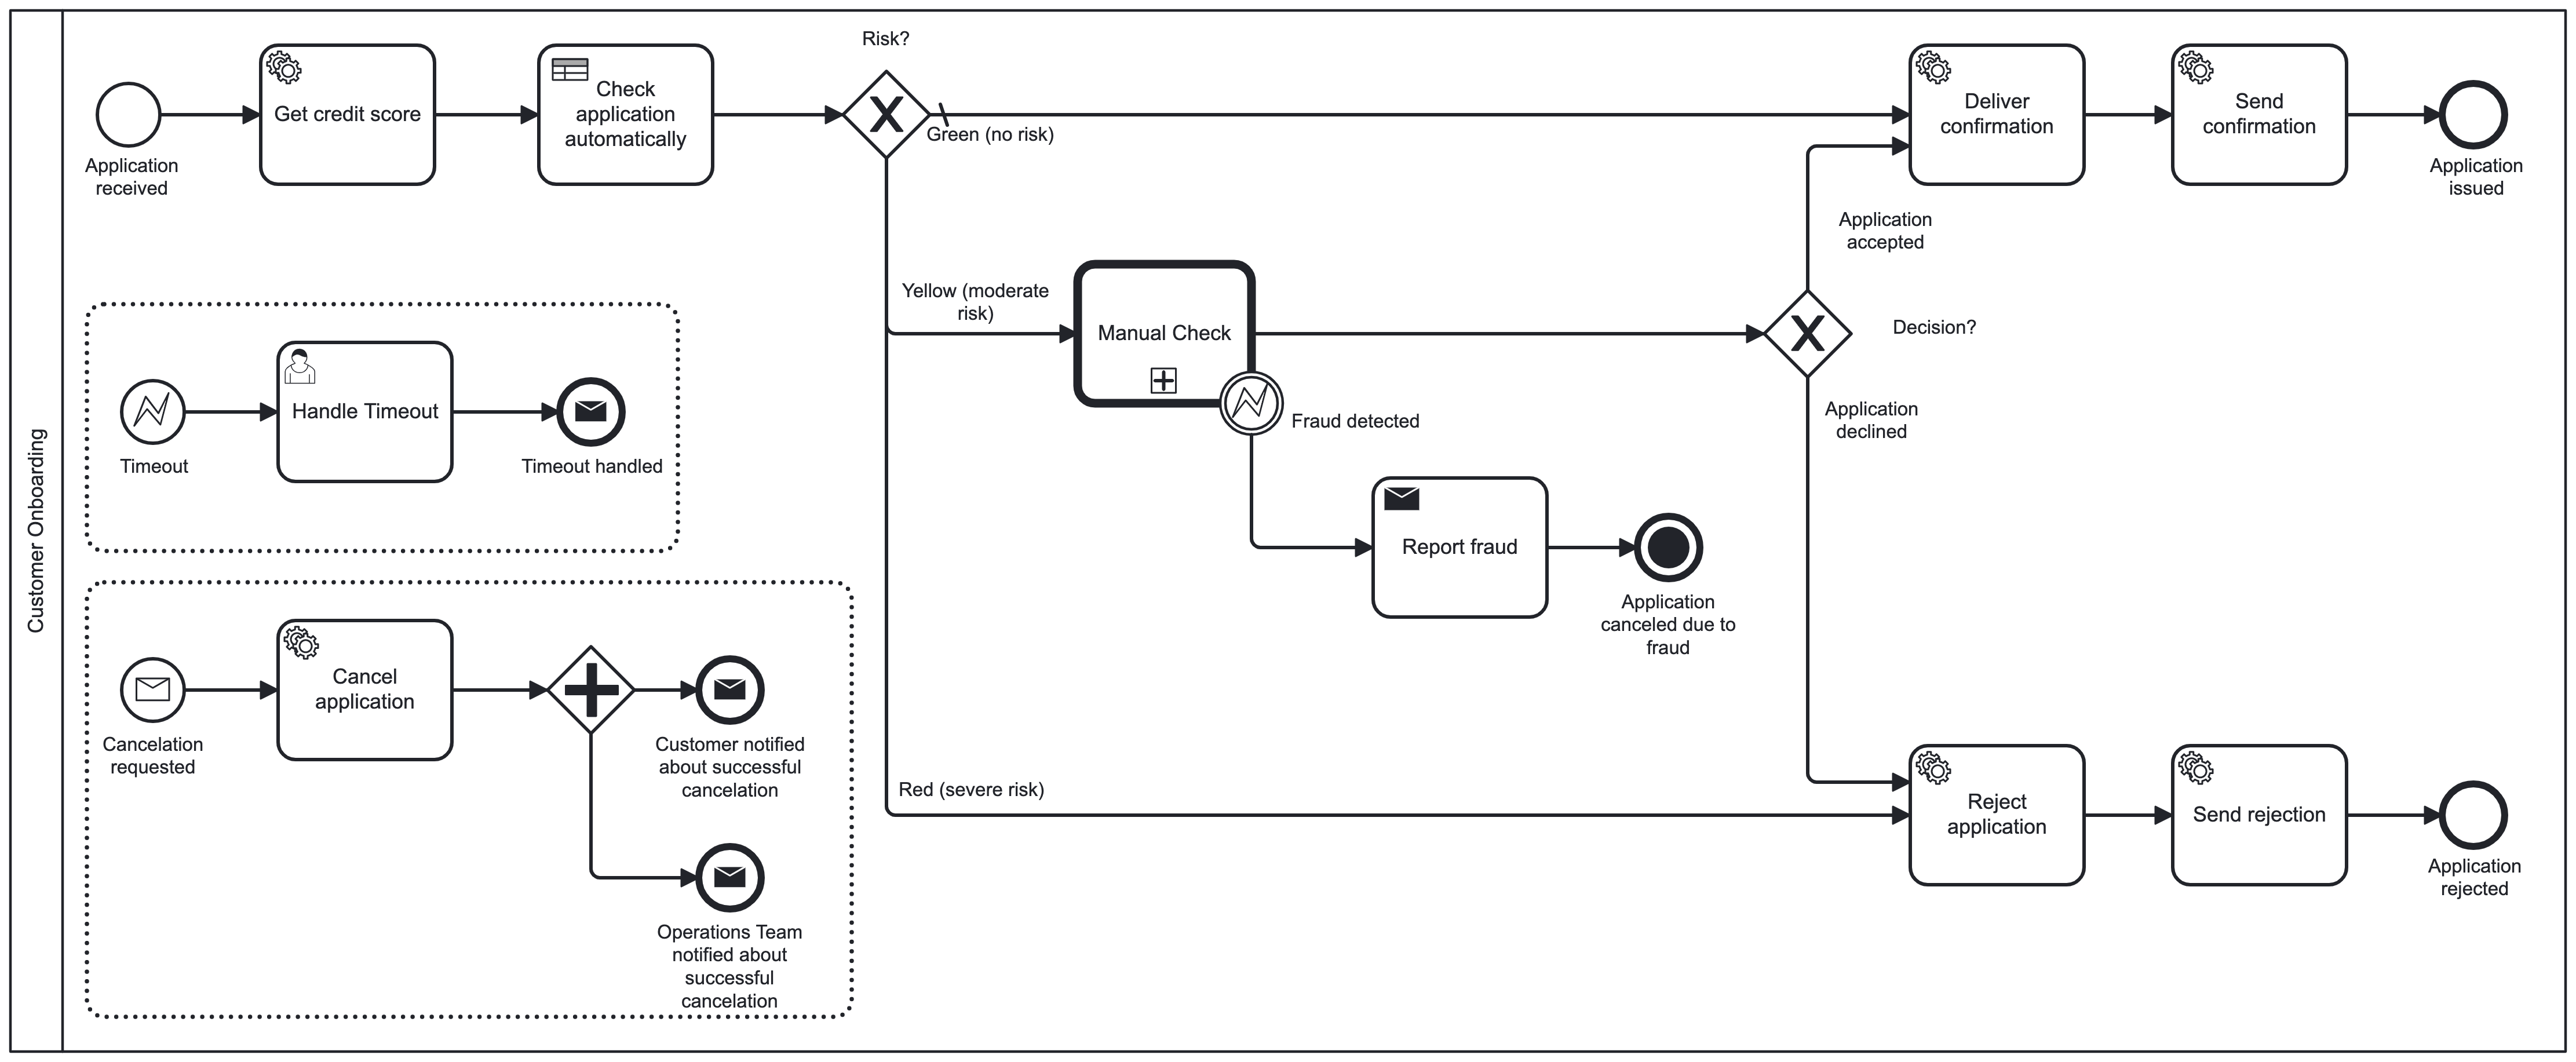 Customer Onboarding
Risk?
Get credit score
Check
application
automatically
Green (no risk)
Deliver
confirmation
Send
confirmation
Application
received
Application
issued
Application
accepted
Yellow (moderate
risk)
Manual Check
Decision?
Fraud detected
Application
declined
Handle Timeout
Timeout
Timeout handled
Report fraud
Application
canceled due to
fraud
Cancel
application
Cancelation
requested
Customer notified
about successful
cancelation
Operations Team
notified about
successful
cancelation
Red (severe risk)
Reject
application
Send rejection
Application
rejected